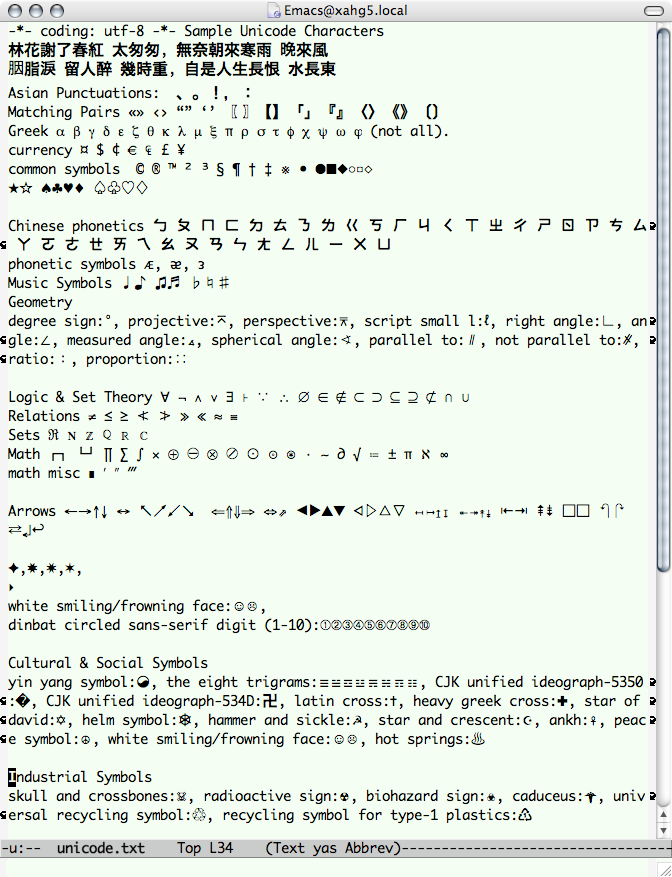 Emacs@xahg5.local
-*- coding: utf-8 -*- Sample Unicode Characters
林花謝了春紅 太匆匆, 無奈朝來寒雨 晚來風
胭脂淚 留人醉 幾時重, 自是人生長恨 水長東
Asian Punctuations: 、。！, ：
Matching Pairs «» ‹› “” ‘’ 〖〗【】「」『』〈〉《》〔〕
Greek α β γ δ ε ζ θ κ λ μ ξ π ρ σ τ ϕ χ ψ ω φ (not all).
currency ¤ $ ¢ € ₠ £ ¥
common symbols © ® ™ ² ³ § ¶ † ‡ ※ • ●■◆○◽◇
★☆ ♠♣♥♦ ♤♧♡♢
Chinese phonetics ㄅ ㄆ ㄇ ㄈ ㄉ ㄊ ㄋ ㄌ ㄍ ㄎ ㄏ ㄐ ㄑ ㄒ ㄓ ㄔ ㄕ ㄖ ㄗ ㄘ ㄙ
ㄚ ㄛ ㄜ ㄝ ㄞ ㄟ ㄠ ㄡ ㄢ ㄣ ㄤ ㄥ ㄦ ㄧ ㄨ ㄩ
phonetic symbols Æ, æ, ɜ
Music Symbols ♩♪ ♫♬ ♭♮♯
Geometry
degree sign:°, projective:⌅, perspective:⌆, script small l:ℓ, right angle:∟, an
gle:∠, measured angle:∡, spherical angle:∢, parallel to:∥, not parallel to:∦,
ratio:∶, proportion:∷
Logic & Set Theory ∀ ¬ ∧ ∨ ∃ ⊦ ∵ ∴ ∅ ∈ ∉ ⊂ ⊃ ⊆ ⊇ ⊄ ∩ ∪
Relations ≠ ≤ ≥ ≮ ≯ ≫ ≪ ≈ ≡
Sets ℜ ℕ ℤ ℚ ℝ ℂ
Math ∏ ∑ ∫ × ⊕ ⊖ ⊗ ⊘ ⊙ ⊚ ⊛ · ∼ ∂ √ ≔ ± π ℵ ∞
math misc ∎ ′ ″ ‴
Arrows ←→↑↓ ↔ ↖↗↙↘ ⇐⇑⇓⇒ ⇔⇗ ◀▶▲▼ ◁▷△▽ ↤↦↥↧ ↞↠↟↡ ⇤⇥ ⇞⇟ ↰↱
⇄↲↩
✦,✷,✷,✶,
‣
white smiling/frowning face:☺☹,
dinbat circled sans-serif digit (1-10):➀➁➂➃➄➅➆➇➈➉
Cultural & Social Symbols
yin yang symbol:☯, the eight trigrams:☰☱☲☳☴☵☶☷, CJK unified ideograph-5350
:�, CJK unified ideograph-534D:卍, latin cross:✝, heavy greek cross:✚, star of
david:✡, helm symbol:⎈, hammer and sickle:☭, star and crescent:☪, ankh:☥, peac
e symbol:☮, white smiling/frowning face:☺☹, hot springs:♨
Industrial Symbols
skull and crossbones:☠, radioactive sign:☢, biohazard sign:☣, caduceus:☤, univ
ersal recycling symbol:♲, recycling symbol for type-1 plastics:♳
-u:-- unicode.txt Top L34 (Text yas Abbrev)-----------------------------------